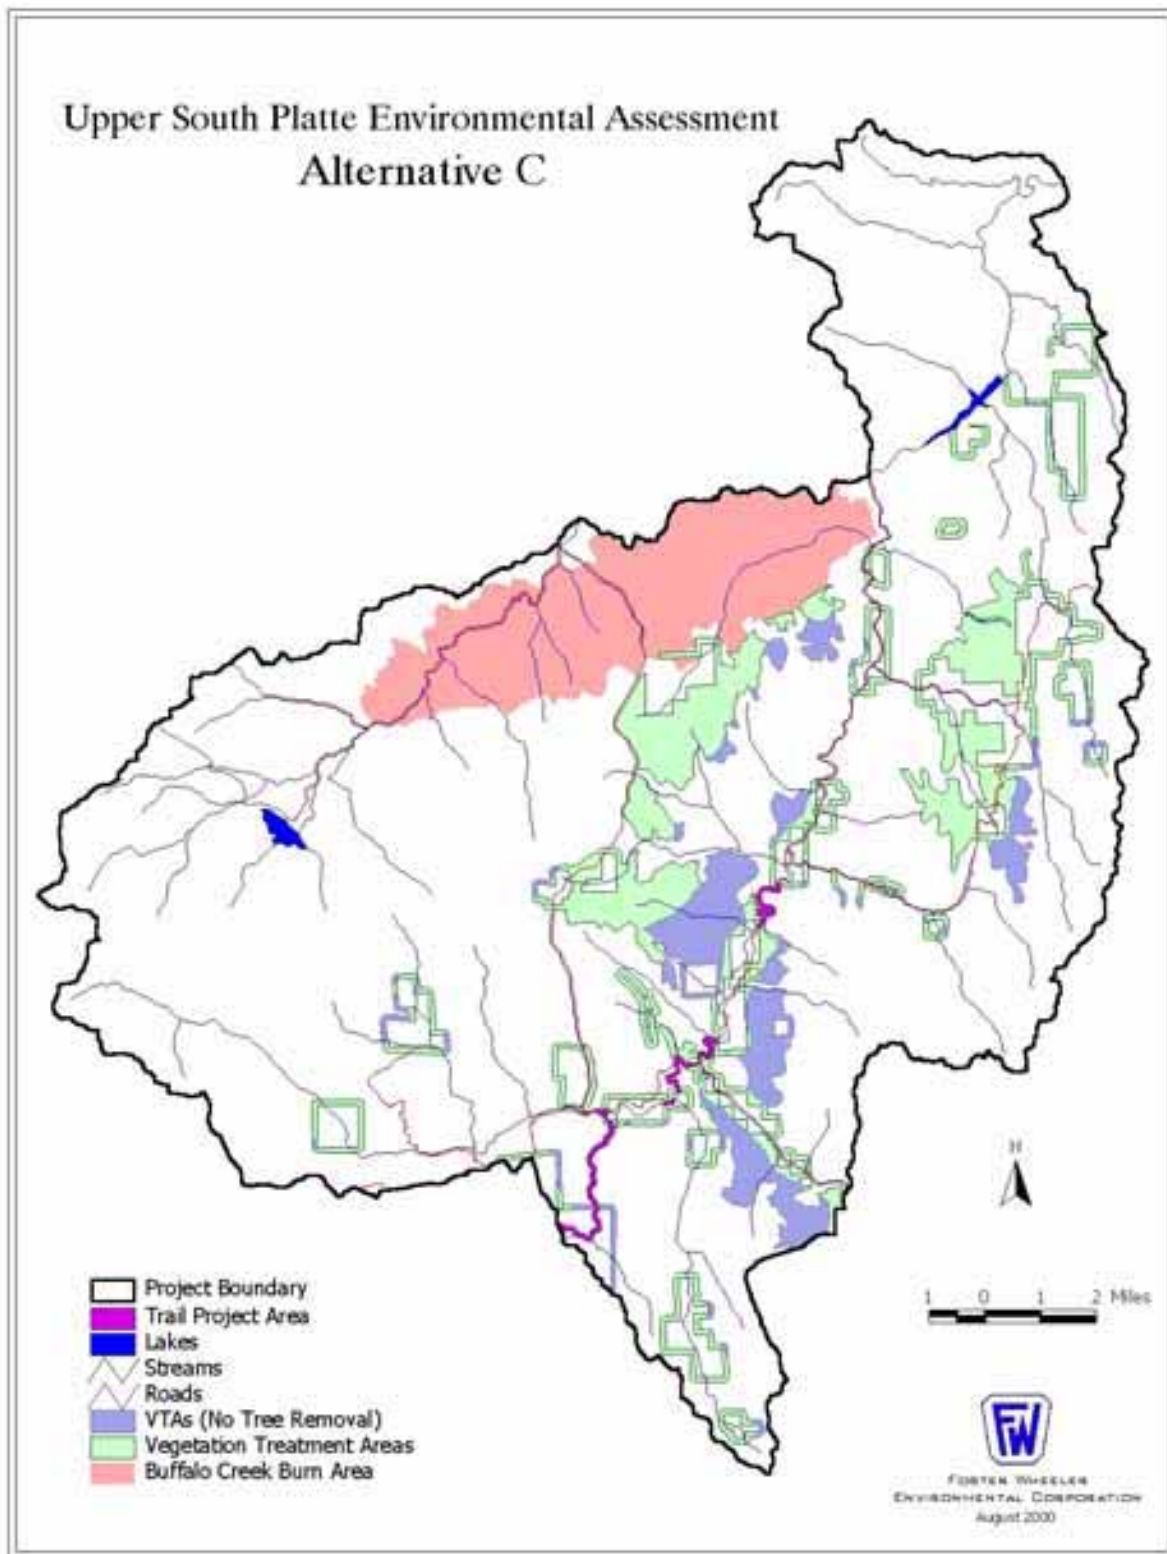 Upper South Platte Environmental Assessment
Alternative C
N
1 0 1 2 Miles
Project Boundary
Trail Project Area
Lakes
Streams
Roads
VTAs (No Tree Removal)
Vegetation Treatment Areas
Buffalo Creek Burn Area
FW
FOSTER WHEELER
ENVIRONMENTAL CORPORATION
August 2000